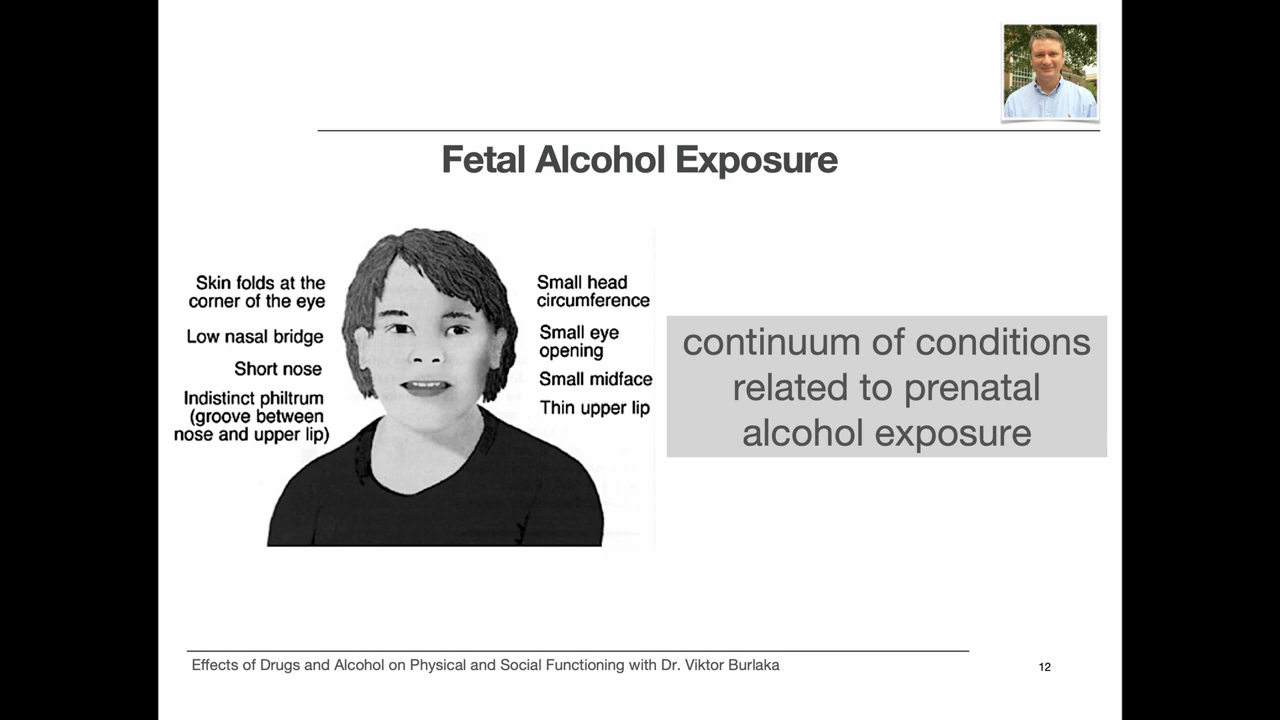 Fetal Alcohol Exposure
Skin folds at the
corner of the eye
Low nasal bridge
Short nose
Indistinct philtrum
(groove between
nose and upper lip)
Small head
circumference
Small eye
opening
Small midface
Thin upper lip
continuum of conditions
related to prenatal
alcohol exposure
Effects of Drugs and Alcohol on Physical and Social Functioning with Dr. Viktor Burlaka
12